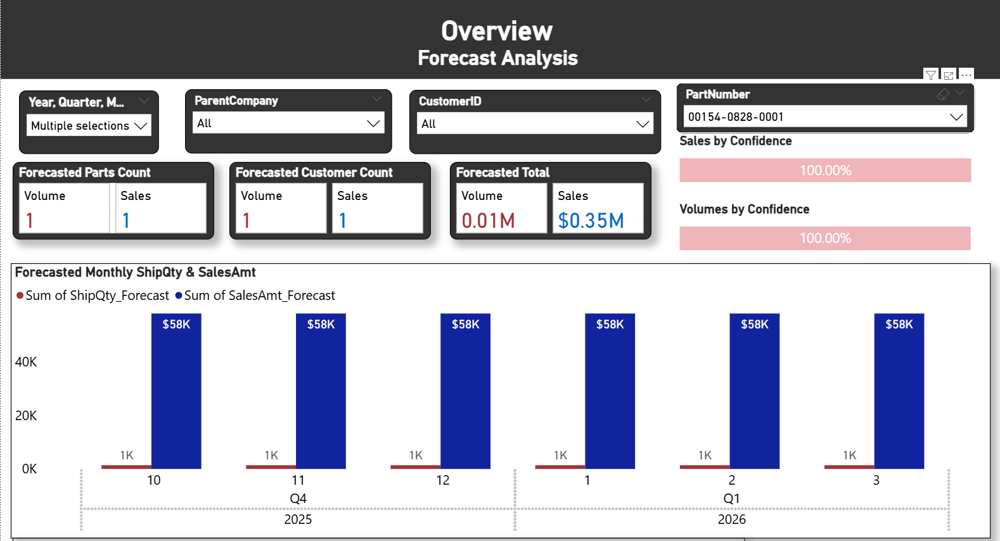 Overview
Forecast Analysis
Year, Quarter, M...
Multiple selections
ParentCompany
All
CustomerID
All
PartNumber
00154-0828-0001
Sales by Confidence
100.00%
Volumes by Confidence
100.00%
Forecasted Parts Count
Volume
1
Sales
1
Forecasted Customer Count
Volume
1
Sales
1
Forecasted Total
Volume
0.01M
Sales
$0.35M
Forecasted Monthly ShipQty & SalesAmt
Sum of ShipQty_Forecast Sum of SalesAmt_Forecast
$58K $58K $58K $58K $58K $58K
40K
20K
1K 1K 1K 1K 1K 1K
0K
10 11 12 1 2 3
Q4 Q1
2025 2026